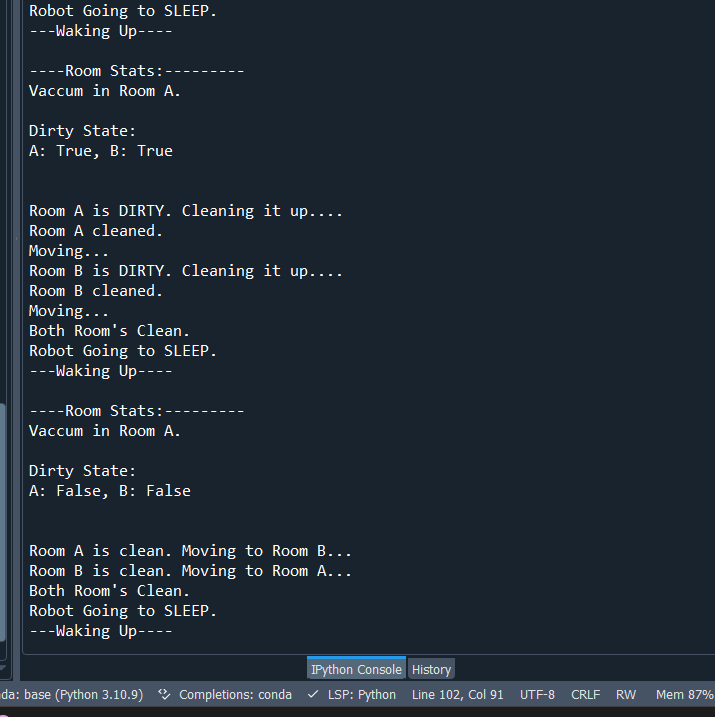 Robot Going to SLEEP.
---Waking Up----
----Room Stats:---------
Vaccum in Room A.
Dirty State:
A: True, B: True
Room A is DIRTY. Cleaning it up....
Room A cleaned.
Moving...
Room B is DIRTY. Cleaning it up....
Room B cleaned.
Moving...
Both Room's Clean.
Robot Going to SLEEP.
---Waking Up----
----Room Stats:---------
Vaccum in Room A.
Dirty State:
A: False, B: False
Room A is clean. Moving to Room B...
Room B is clean. Moving to Room A...
Both Room's Clean.
Robot Going to SLEEP.
---Waking Up----
IPython Console History
da: base (Python 3.10.9) Completions: conda LSP: Python Line 102, Col 91 UTF-8 CRLF RW Mem 87%